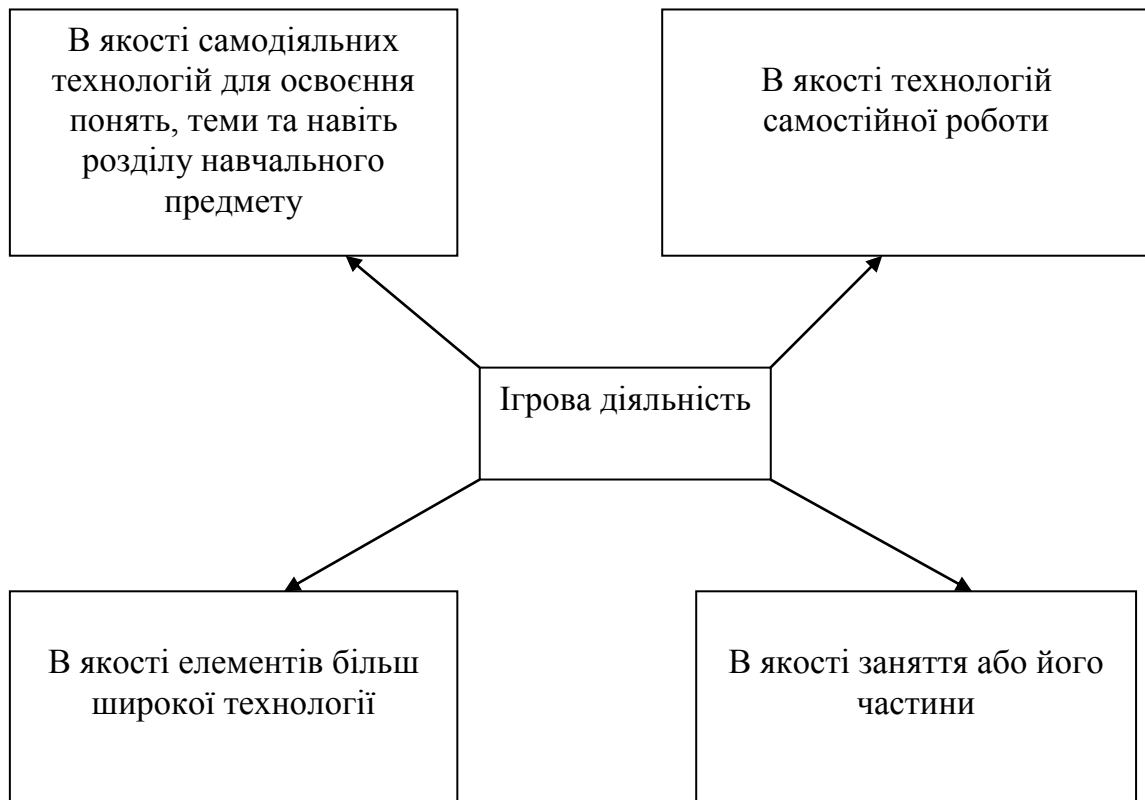 В якості самодіяльних
технологій для освоєння
понять, теми та навіть
розділу навчального
предмету
В якості технологій
самостійної роботи
Ігрова діяльність
В якості елементів більш
широкої технології
В якості заняття або його
частини